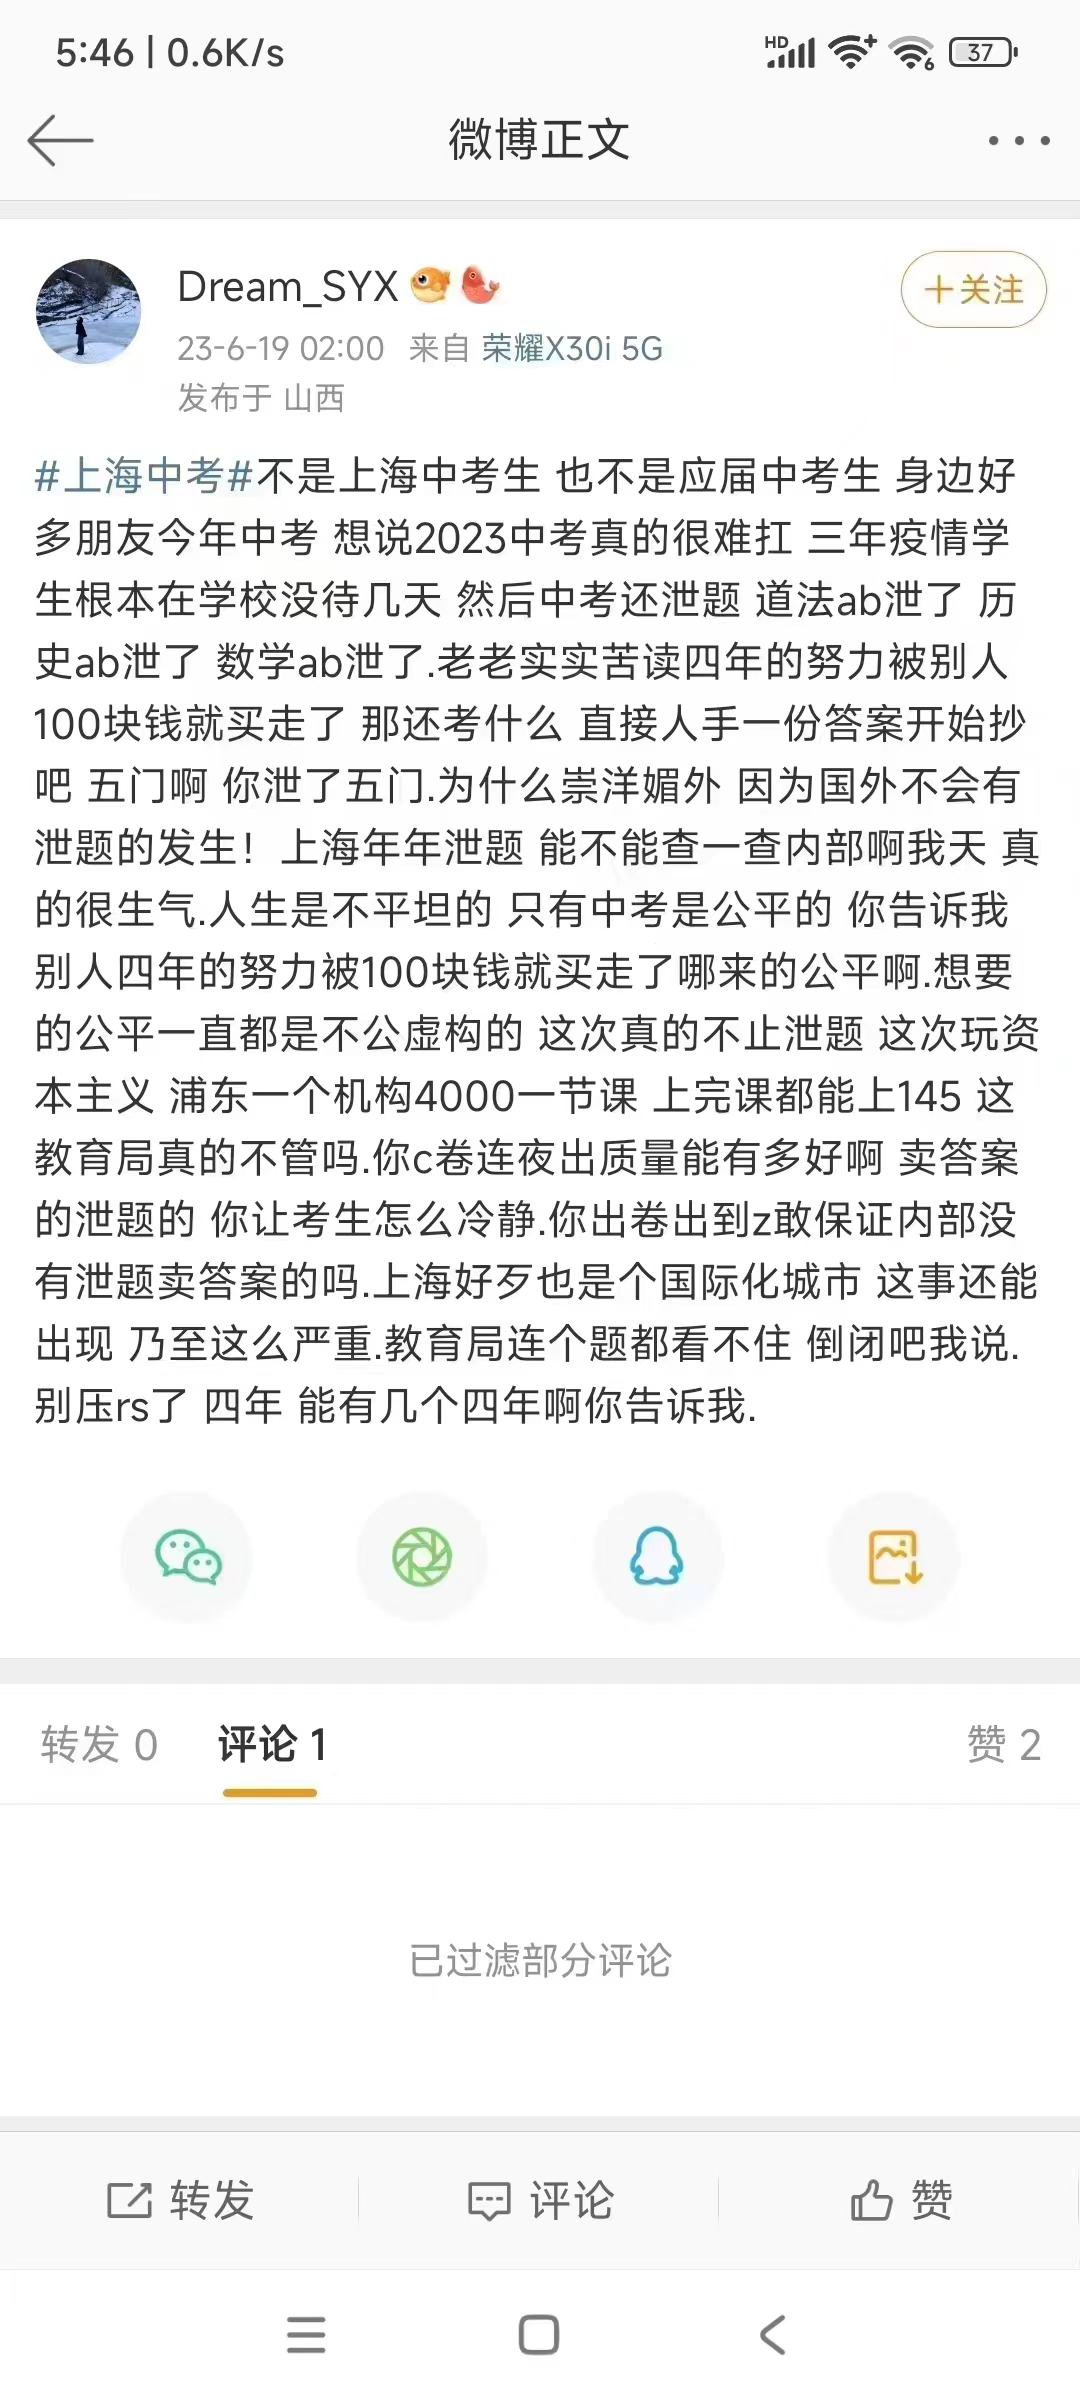 5:46 | 0.6K/s
HD
6
37
微博正文
Dream_SYX
+关注
23-6-19 02:00 来自 荣耀X30i 5G
发布于 山西
#上海中考#不是上海中考生 也不是应届中考生 身边好
多朋友今年中考 想说2023中考真的很难扛 三年疫情学
生根本在学校没待几天 然后中考还泄题 道法ab泄了 历
史ab泄了 数学ab泄了.老老实实苦读四年的努力被别人
100块钱就买走了 那还考什么 直接人手一份答案开始抄
吧 五门啊 你泄了五门.为什么崇洋媚外 因为国外不会有
泄题的发生！上海年年泄题 能不能查一查内部啊我天 真
的很生气.人生是不平坦的 只有中考是公平的 你告诉我
别人四年的努力被100块钱就买走了哪来的公平啊.想要
的公平一直都是不公虚构的 这次真的不止泄题 这次玩资
本主义 浦东一个机构4000一节课 上完课都能上145 这
教育局真的不管吗.你c卷连夜出质量能有多好啊 卖答案
的泄题的 你让考生怎么冷静.你出卷出到z敢保证内部没
有泄题卖答案的吗.上海好歹也是个国际化城市 这事还能
出现 乃至这么严重.教育局连个题都看不住 倒闭吧我说.
别压rs了 四年 能有几个四年啊你告诉我.
转发 0 评论 1 赞 2
已过滤部分评论
转发 评论 赞